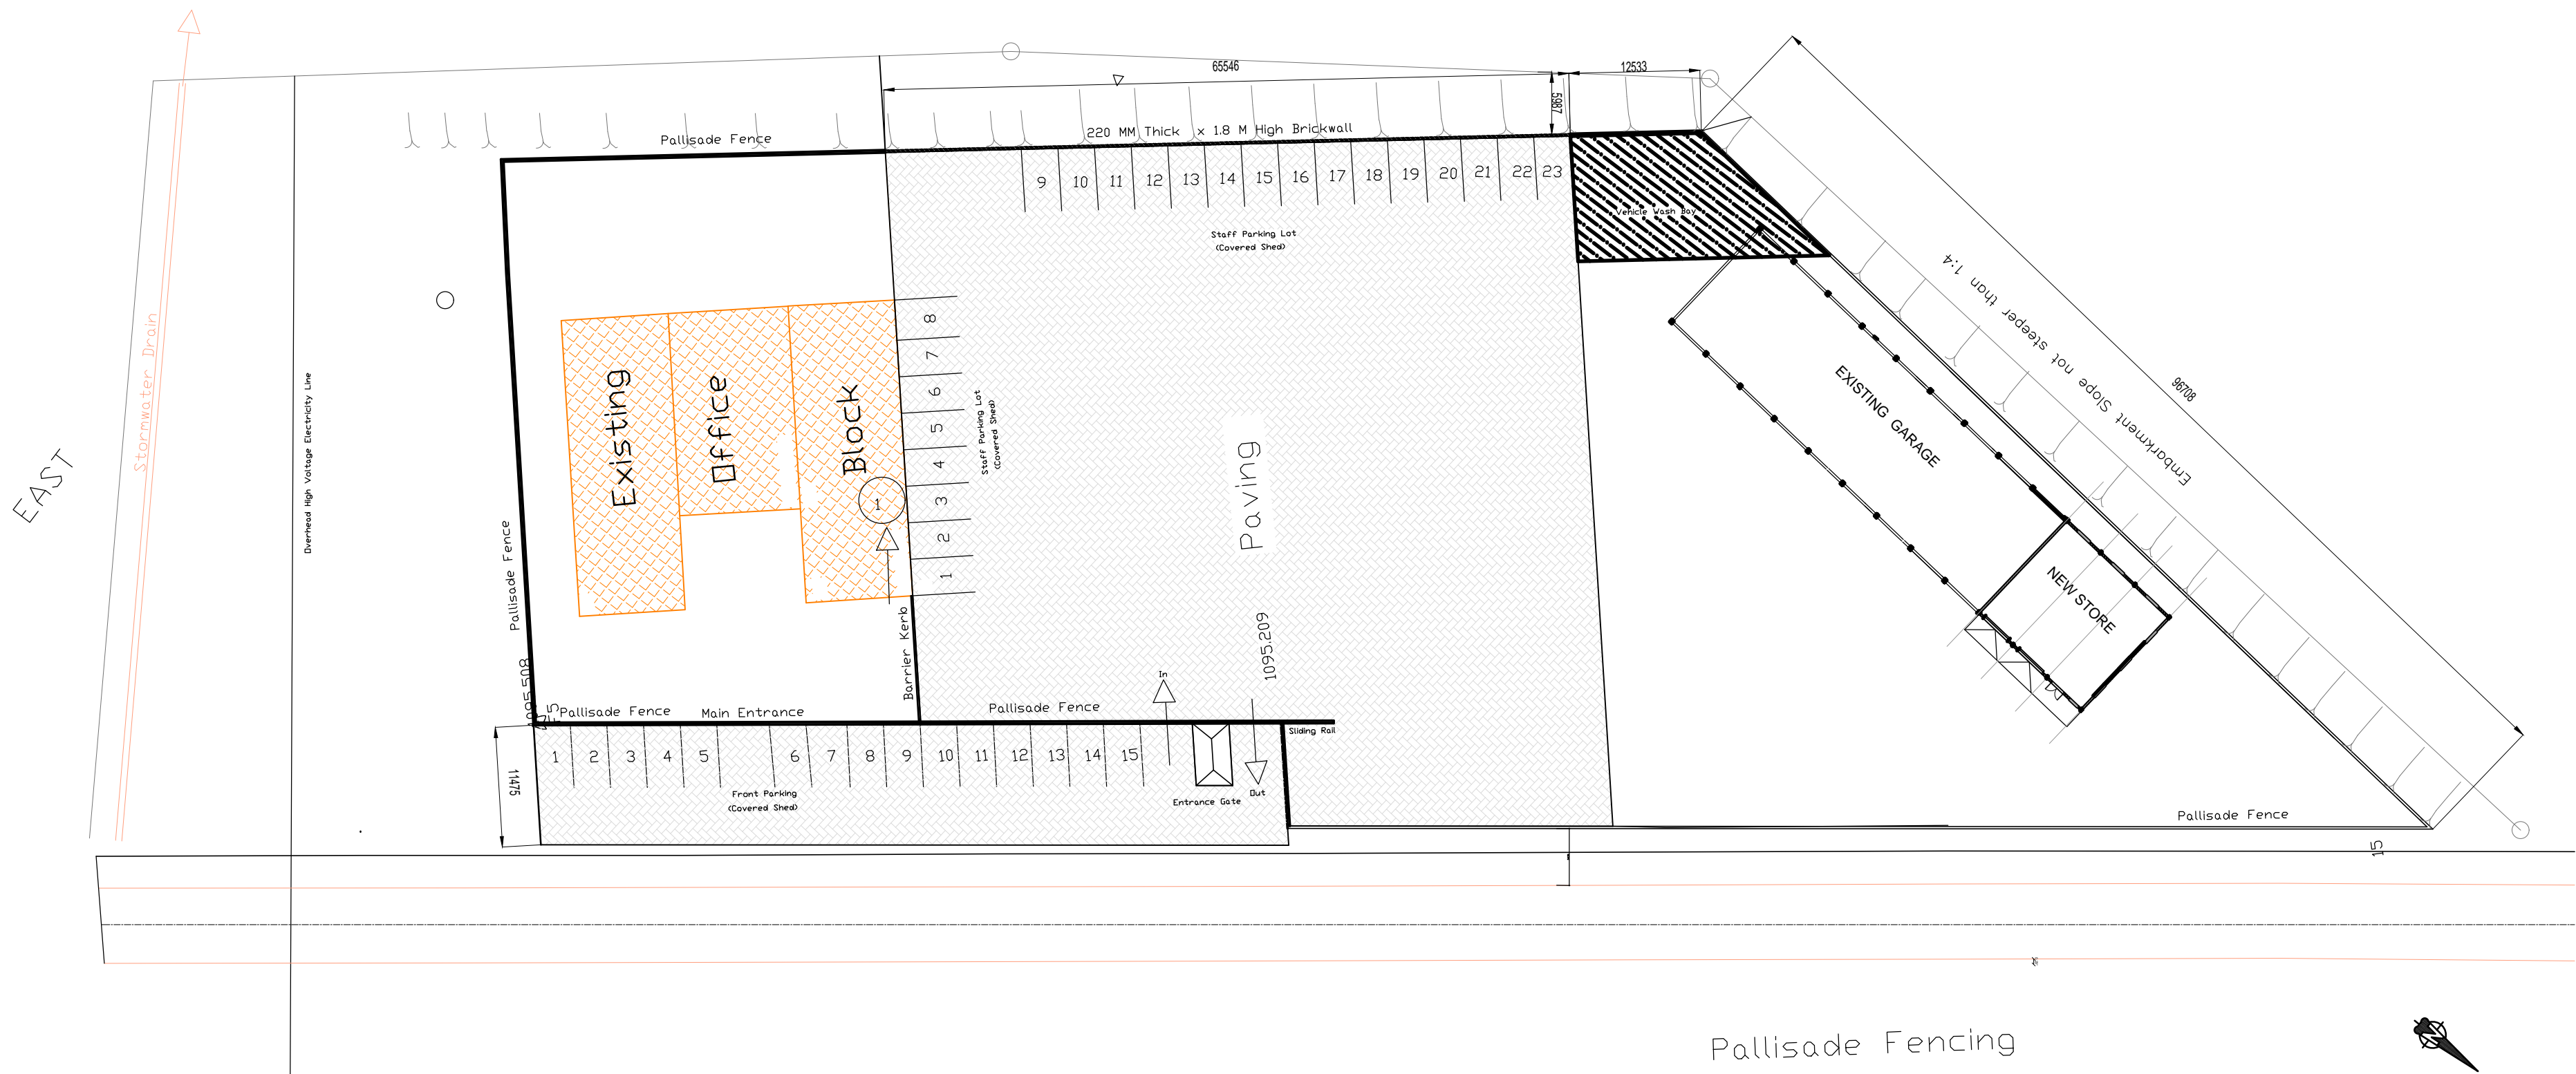 65546
12533
5987
Pallisade Fence
220 MM Thick x 1.8 M High Brickwall
9 10 11 12 13 14 15 16 17 18 19 20 21 22 23
Staff Parking Lot
(Covered Shed)
Vehicle Wash Bay
Embarkment Slope not steeper than 1:4
96708
EXISTING GARAGE
NEW STORE
Stormwater Drain
EAST
Overhead High Voltage Electricity Line
Pallisade Fence
Existing
Office
Block
1
8
7
6
5
4
3
2
1
Staff Parking Lot
(Covered Shed)
Paving
1095.209
Barrier Kerb
1095.508
Pallisade Fence
Main Entrance
Pallisade Fence
In
Sliding Rail
1 2 3 4 5 6 7 8 9 10 11 12 13 14 15
11475
Front Parking
(Covered Shed)
Entrance Gate
Out
Pallisade Fence
15
Pallisade Fencing